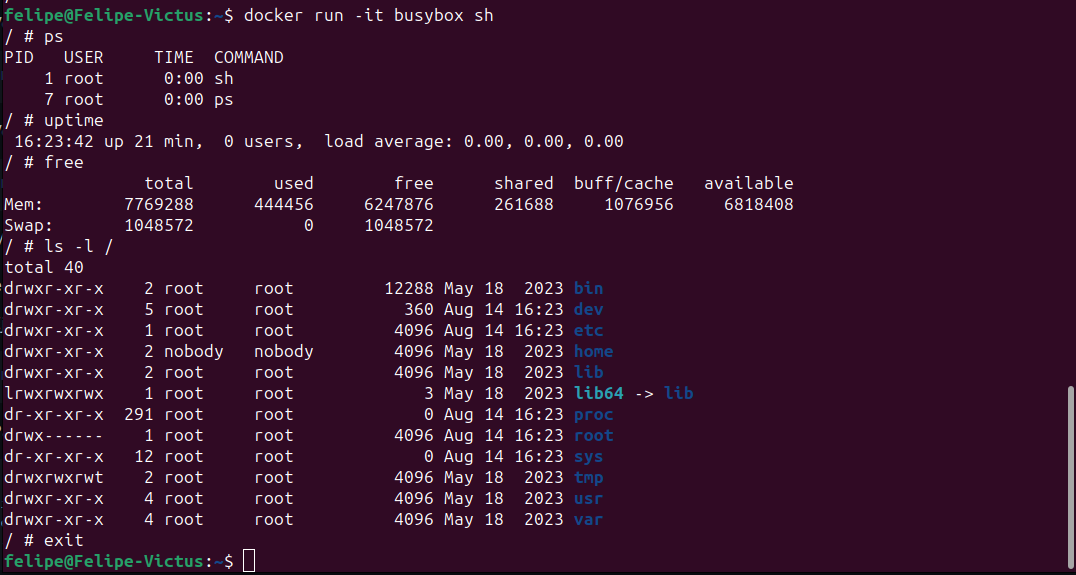 felipe@Felipe-Victus:~$ docker run -it busybox sh
/ # ps
PID   USER     TIME  COMMAND
    1 root      0:00 sh
    7 root      0:00 ps
/ # uptime
 16:23:42 up 21 min,  0 users,  load average: 0.00, 0.00, 0.00
/ # free
              total        used        free      shared  buff/cache   available
Mem:        7769288      444456     6247876      261688     1076956     6818408
Swap:       1048572           0     1048572
/ # ls -l /
total 40
drwxr-xr-x    2 root     root         12288 May 18  2023 bin
drwxr-xr-x    5 root     root           360 Aug 14 16:23 dev
drwxr-xr-x    1 root     root          4096 Aug 14 16:23 etc
drwxr-xr-x    2 nobody   nobody        4096 May 18  2023 home
drwxr-xr-x    2 root     root          4096 May 18  2023 lib
lrwxrwxrwx    1 root     root             3 May 18  2023 lib64 -> lib
dr-xr-xr-x  291 root     root             0 Aug 14 16:23 proc
drwx------    1 root     root          4096 Aug 14 16:23 root
dr-xr-xr-x   12 root     root             0 Aug 14 16:23 sys
drwxrwxrwt    2 root     root          4096 May 18  2023 tmp
drwxr-xr-x    4 root     root          4096 May 18  2023 usr
drwxr-xr-x    4 root     root          4096 May 18  2023 var
/ # exit
felipe@Felipe-Victus:~$